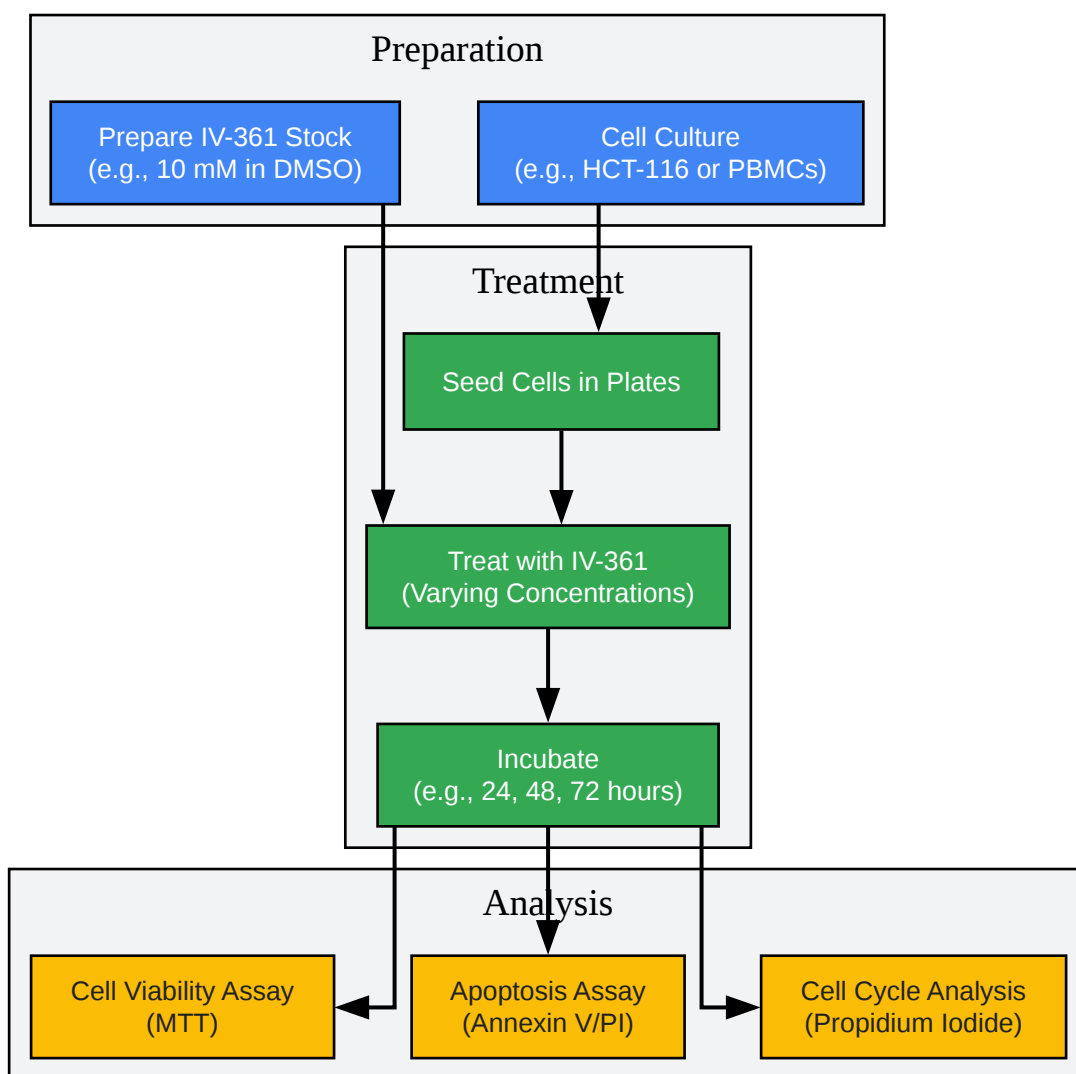 Preparation
Prepare IV-361 Stock
(e.g., 10 mM in DMSO)
Cell Culture
(e.g., HCT-116 or PBMCs)
Treatment
Seed Cells in Plates
Treat with IV-361
(Varying Concentrations)
Incubate
(e.g., 24, 48, 72 hours)
Analysis
Cell Viability Assay
(MTT)
Apoptosis Assay
(Annexin V/PI)
Cell Cycle Analysis
(Propidium Iodide)